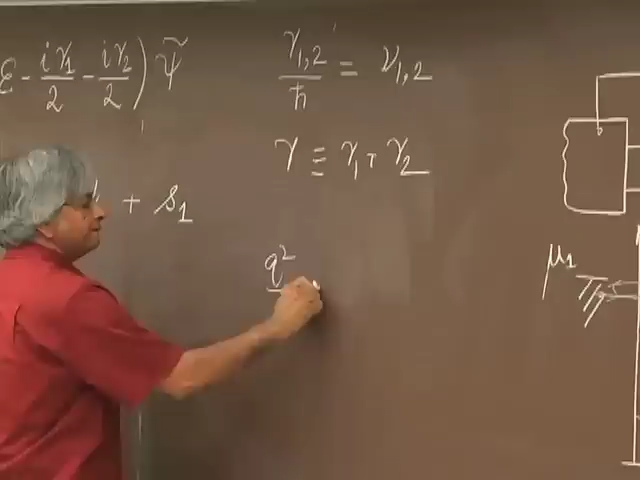 ε - iγ₁/2 - iγ₂/2 ) ψ̃
γ₁,₂ / ħ = ν₁,₂
γ ≡ γ₁ + γ₂
+ s₁
q²
μ₁